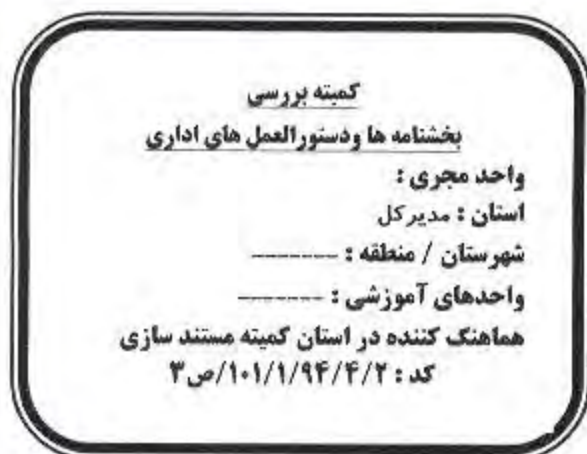 کمیته بررسی
بخشنامه ها ودستورالعمل های اداری
واحد مجری :
استان : مدیرکل
شهرستان / منطقه : -------
واحدهای آموزشی : -------
هماهنگ کننده در استان کمیته مستند سازی
کد : ۱۰۱/۱/۹۴/۴/۲/ص۳